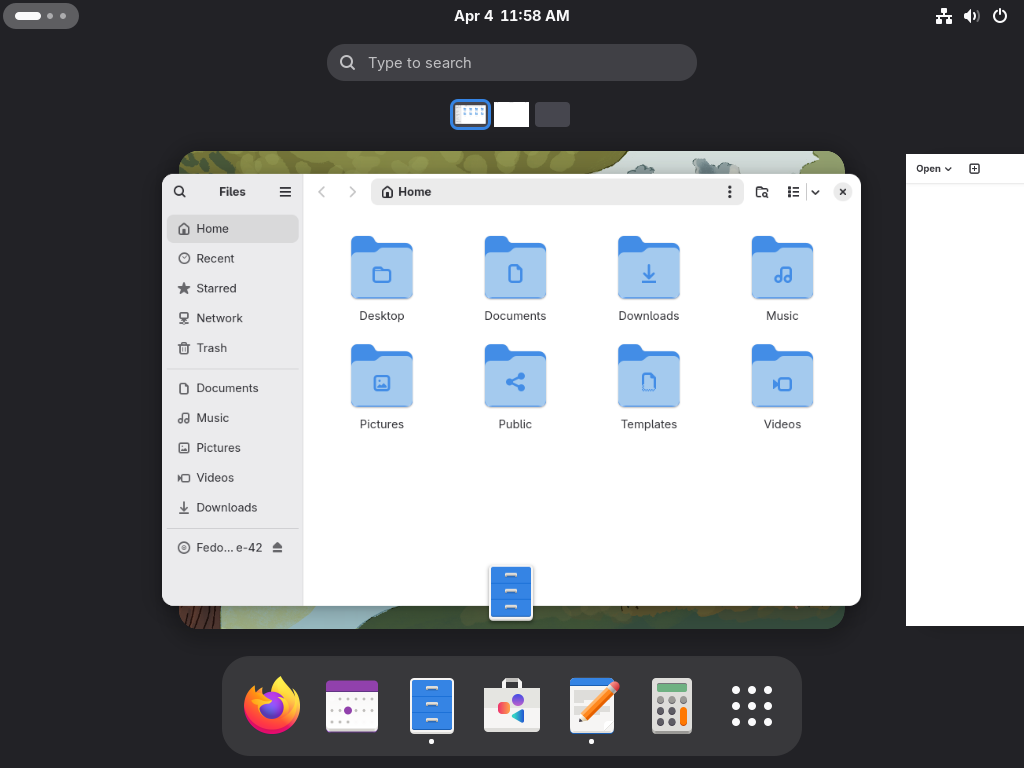 Apr 4 11:58 AM
Type to search
Open
Files
Home
Home
Recent
Starred
Network
Trash
Documents
Music
Pictures
Videos
Downloads
Fedo... e-42
Desktop
Documents
Downloads
Music
Pictures
Public
Templates
Videos